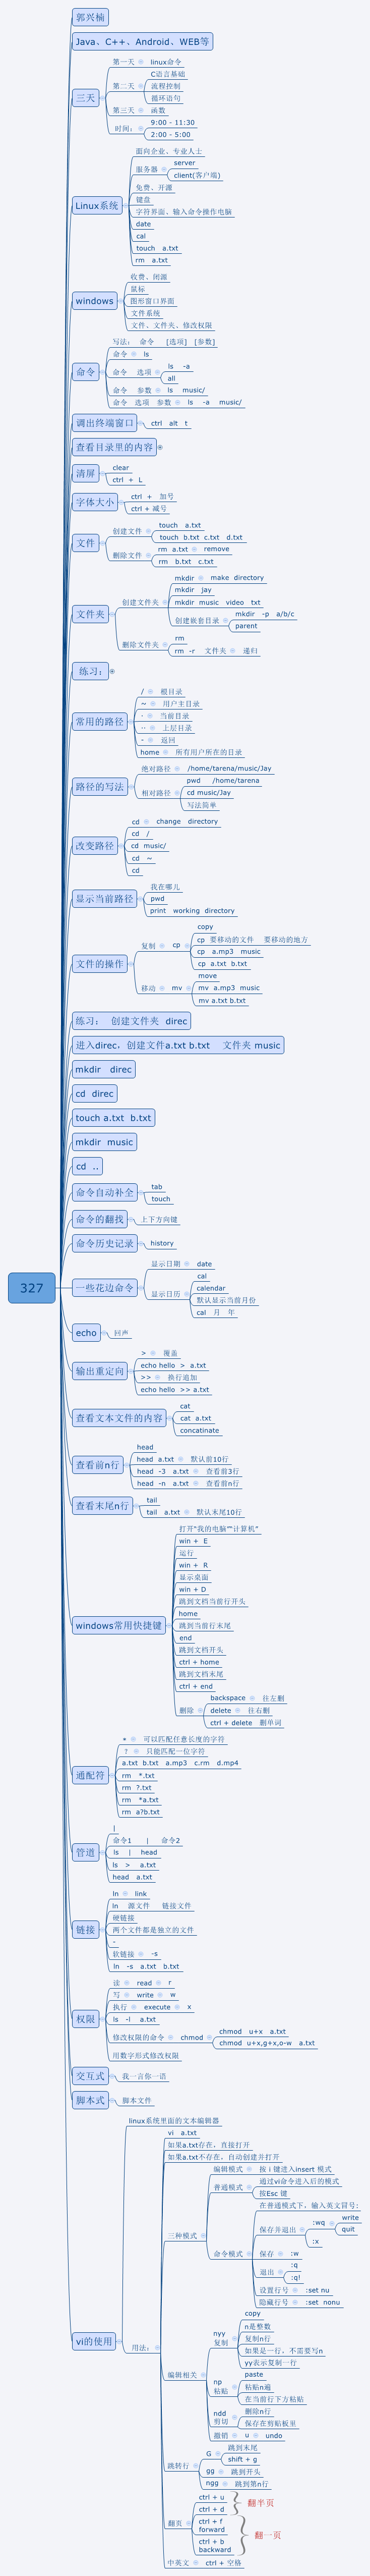 327
郭兴楠
Java、C++、Android、WEB等
三天
第一天 linux命令
第二天
C语言基础
流程控制
循环语句
第三天 函数
时间：
9:00 - 11:30
2:00 - 5:00
Linux系统
面向企业、专业人士
服务器
server
client(客户端)
免费、开源
键盘
字符界面、输入命令操作电脑
date
cal
touch a.txt
rm a.txt
windows
收费、闭源
鼠标
图形窗口界面
文件系统
文件、文件夹、修改权限
命令
写法： 命令 [选项] [参数]
命令 ls
命令 选项
ls -a
all
命令 参数 ls music/
命令 选项 参数 ls -a music/
调出终端窗口 ctrl alt t
查看目录里的内容
清屏
clear
ctrl + L
字体大小
ctrl + 加号
ctrl + 减号
文件
创建文件
touch a.txt
touch b.txt c.txt d.txt
删除文件
rm a.txt remove
rm b.txt c.txt
文件夹
创建文件夹
mkdir make directory
mkdir jay
mkdir music video txt
创建嵌套目录
mkdir -p a/b/c
parent
删除文件夹
rm
rm -r 文件夹 递归
练习：
常用的路径
/ 根目录
~ 用户主目录
. 当前目录
.. 上层目录
- 返回
home 所有用户所在的目录
路径的写法
绝对路径 /home/tarena/music/Jay
相对路径
pwd /home/tarena
cd music/Jay
写法简单
改变路径
cd change directory
cd /
cd music/
cd ~
cd
显示当前路径
我在哪儿
pwd
print working directory
文件的操作
复制 cp
copy
cp 要移动的文件 要移动的地方
cp a.mp3 music
cp a.txt b.txt
移动 mv
move
mv a.mp3 music
mv a.txt b.txt
练习： 创建文件夹 direc
进入direc，创建文件a.txt b.txt 文件夹 music
mkdir direc
cd direc
touch a.txt b.txt
mkdir music
cd ..
命令自动补全
tab
touch
命令的翻找 上下方向键
命令历史记录 history
一些花边命令
显示日期 date
显示日历
cal
calendar
默认显示当前月份
cal 月 年
echo 回声
输出重定向
> 覆盖
echo hello > a.txt
>> 换行追加
echo hello >> a.txt
查看文本文件的内容
cat
cat a.txt
concatinate
查看前n行
head
head a.txt 默认前10行
head -3 a.txt 查看前3行
head -n a.txt 查看前n行
查看末尾n行
tail
tail a.txt 默认末尾10行
windows常用快捷键
打开“我的电脑”“计算机”
win + E
运行
win + R
显示桌面
win + D
跳到文档当前行开头
home
跳到当前行末尾
end
跳到文档开头
ctrl + home
跳到文档末尾
ctrl + end
删除
backspace 往左删
delete 往右删
ctrl + delete 删单词
通配符
* 可以匹配任意长度的字符
? 只能匹配一位字符
a.txt b.txt a.mp3 c.rm d.mp4
rm *.txt
rm ?.txt
rm *a.txt
rm a?b.txt
管道
|
命令1 | 命令2
ls | head
ls > a.txt
head a.txt
链接
ln link
ln 源文件 链接文件
硬链接
两个文件都是独立的文件
-
软链接 -s
ln -s a.txt b.txt
权限
读 read r
写 write w
执行 execute x
ls -l a.txt
修改权限的命令 chmod
chmod u+x a.txt
chmod u+x,g+x,o-w a.txt
用数字形式修改权限
交互式 我一言你一语
脚本式 脚本文件
vi的使用
linux系统里面的文本编辑器
用法：
vi a.txt
如果a.txt存在，直接打开
如果a.txt不存在，自动创建并打开
三种模式
编辑模式 按 i 键进入insert 模式
普通模式
通过vi命令进入后的模式
按Esc 键
命令模式
在普通模式下，输入英文冒号:
保存并退出
:wq
write
quit
:x
保存 :w
退出
:q
:q!
设置行号 :set nu
隐藏行号 :set nonu
编辑相关
nyy
复制
copy
n是整数
复制n行
如果是一行，不需要写n
yy表示复制一行
np
粘贴
paste
粘贴n遍
在当前行下方粘贴
ndd
剪切
删除n行
保存在剪贴板里
撤销 u undo
跳转行
G
跳到末尾
shift + g
gg 跳到开头
ngg 跳到第n行
翻页
ctrl + u
ctrl + d
翻半页
ctrl + f
forward
ctrl + b
backward
翻一页
中英文 ctrl + 空格